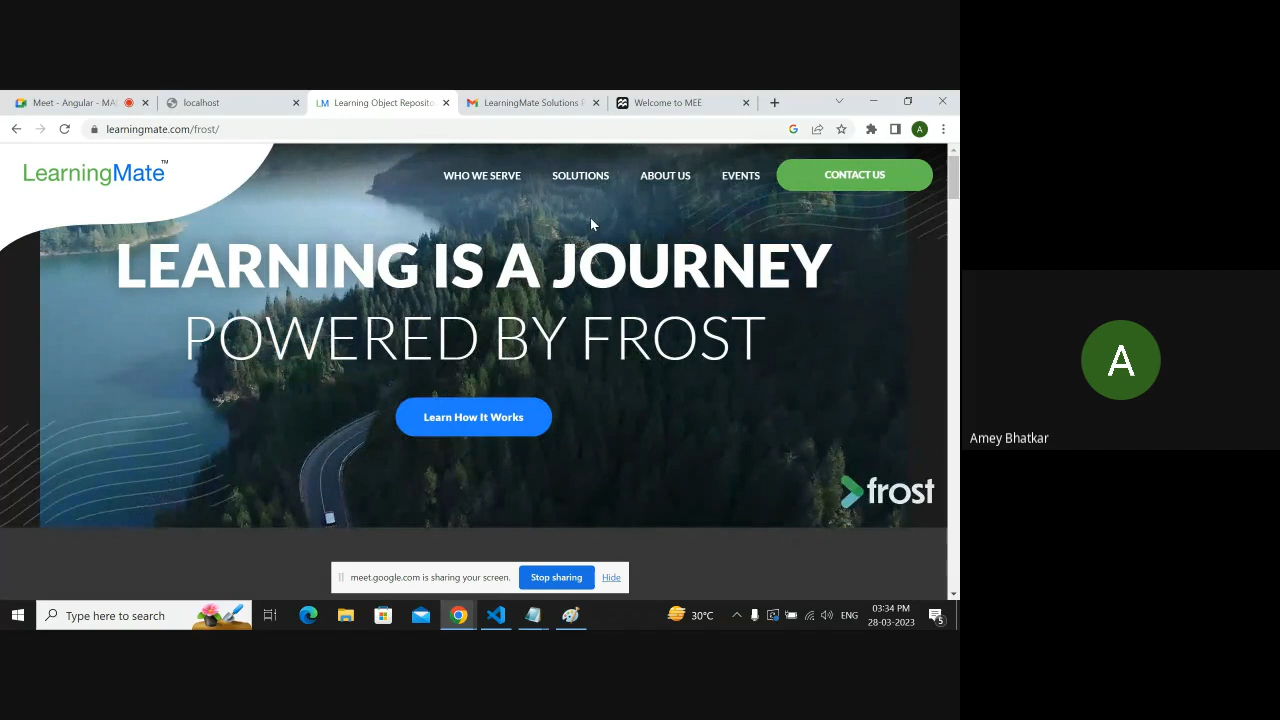 Meet - Angular - MA
localhost
LM Learning Object Reposito
LearningMate Solutions P
Welcome to MEE
learningmate.com/frost/
A
LearningMate™
WHO WE SERVE
SOLUTIONS
ABOUT US
EVENTS
CONTACT US
LEARNING IS A JOURNEY
POWERED BY FROST
Learn How It Works
frost
A
Amey Bhatkar
meet.google.com is sharing your screen.
Stop sharing
Hide
Type here to search
30°C
ENG
03:34 PM
28-03-2023
5